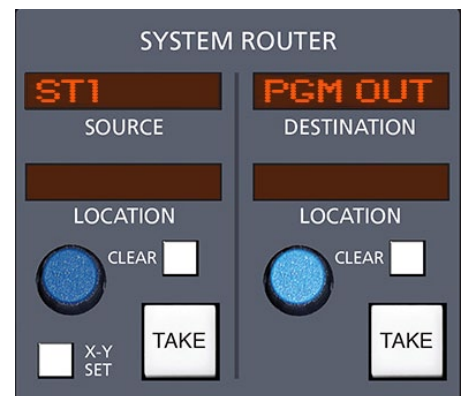 SYSTEM ROUTER
ST1
SOURCE
LOCATION
CLEAR
TAKE
X-Y
SET
PGM OUT
DESTINATION
LOCATION
CLEAR
TAKE